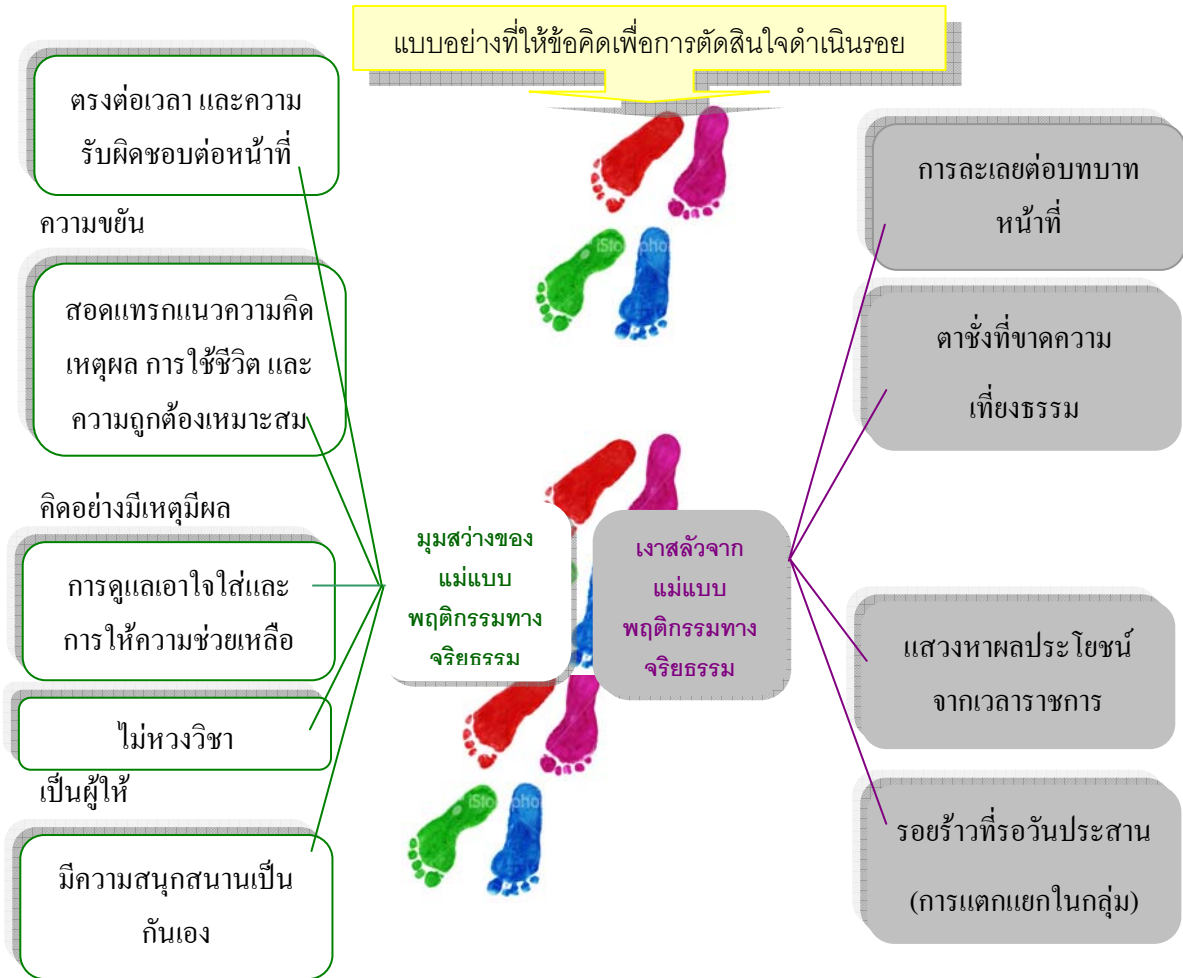 แบบอย่างที่ให้ข้อคิดเพื่อการตัดสินใจดำเนินรอย
ตรงต่อเวลา และความ
รับผิดชอบต่อหน้าที่
ความขยัน
สอดแทรกแนวความคิด
เหตุผล การใช้ชีวิต และ
ความถูกต้องเหมาะสม
คิดอย่างมีเหตุมีผล
การดูแลเอาใจใส่และ
การให้ความช่วยเหลือ
ไม่หวงวิชา
เป็นผู้ให้
มีความสนุกสนานเป็น
กันเอง
มุมสว่างของ
แม่แบบ
พฤติกรรมทาง
จริยธรรม
เงาสลัวจาก
แม่แบบ
พฤติกรรมทาง
จริยธรรม
การละเลยต่อบทบาท
หน้าที่
ตาชั่งที่ขาดความ
เที่ยงธรรม
แสวงหาผลประโยชน์
จากเวลาราชการ
รอยร้าวที่รอวันประสาน
(การแตกแยกในกลุ่ม)